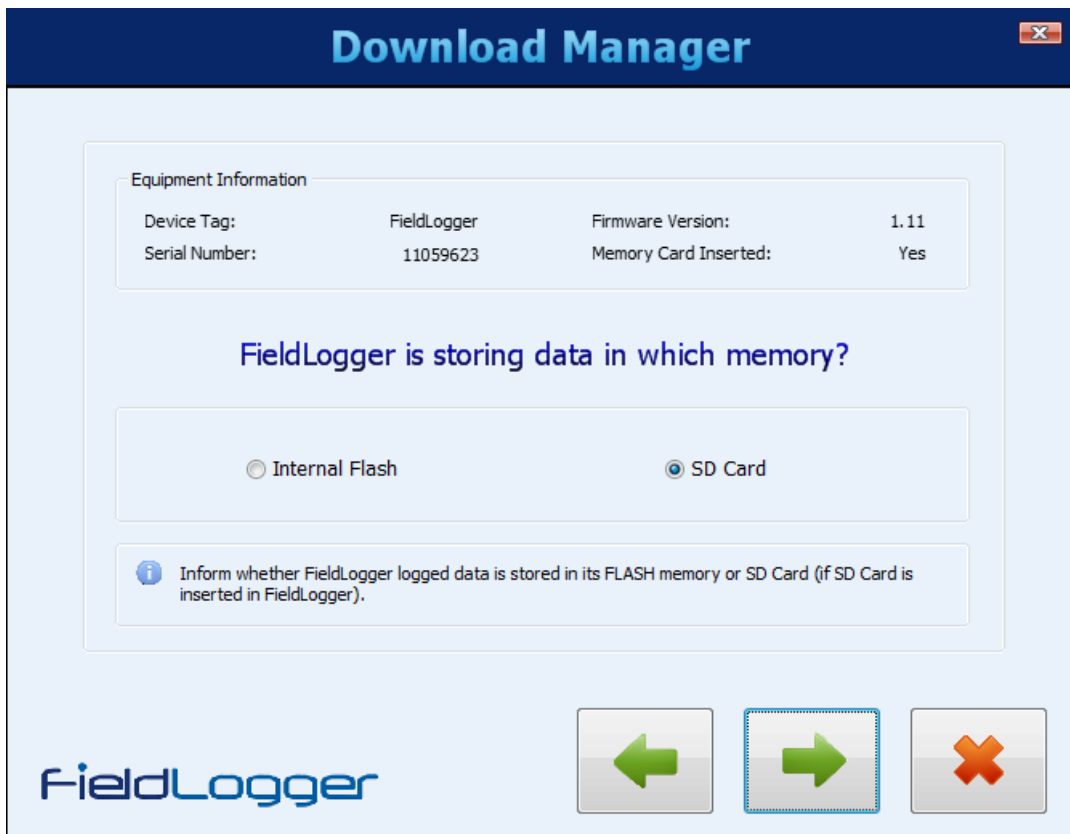 Download Manager
Equipment Information
Device Tag: FieldLogger Firmware Version: 1.11
Serial Number: 11059623 Memory Card Inserted: Yes
FieldLogger is storing data in which memory?
Internal Flash SD Card
Inform whether FieldLogger logged data is stored in its FLASH memory or SD Card (if SD Card is
inserted in FieldLogger).
FieldLogger